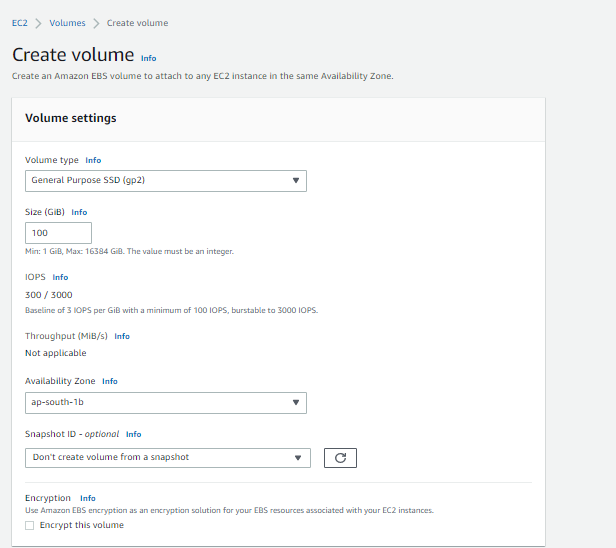 EC2 > Volumes > Create volume
Create volume Info
Create an Amazon EBS volume to attach to any EC2 instance in the same Availability Zone.
Volume settings
Volume type Info
General Purpose SSD (gp2)
Size (GiB) Info
100
Min: 1 GiB, Max: 16384 GiB. The value must be an integer.
IOPS Info
300 / 3000
Baseline of 3 IOPS per GiB with a minimum of 100 IOPS, burstable to 3000 IOPS.
Throughput (MiB/s) Info
Not applicable
Availability Zone Info
ap-south-1b
Snapshot ID - optional Info
Don't create volume from a snapshot
Encryption Info
Use Amazon EBS encryption as an encryption solution for your EBS resources associated with your EC2 instances.
Encrypt this volume